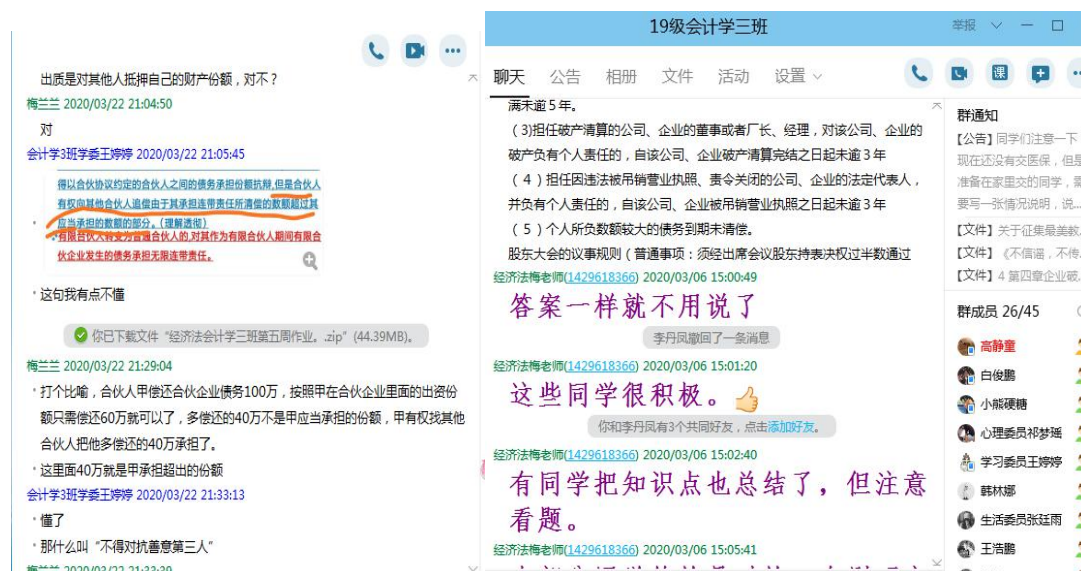 出质是对其他人抵押自己的财产份额，对不？
梅兰兰 2020/03/22 21:04:50
对
会计学3班学委王婷婷 2020/03/22 21:05:45
得以合伙协议约定的合伙人之间的债务承担份额抗辩,但是合伙人
有权向其他合伙人追偿由于其承担连带责任所清偿的数额超过其
应当承担的数额的部分。（理解透彻）
有限合伙人转变为普通合伙人的,对其作为有限合伙人期间有限合
伙企业发生的债务承担无限连带责任。
这句我有点不懂
你已下载文件“经济法会计学三班第五周作业。.zip”(44.39MB)。
梅兰兰 2020/03/22 21:29:04
打个比喻，合伙人甲偿还合伙企业债务100万，按照甲在合伙企业里面的出资份
额只需偿还60万就可以了，多偿还的40万不是甲应当承担的份额，甲有权找其他
合伙人把他多偿还的40万承担了。
这里面40万就是甲承担超出的份额
会计学3班学委王婷婷 2020/03/22 21:33:13
懂了
那什么叫“不得对抗善意第三人”
梅兰兰 2020/03/22 21:33:39
19级会计学三班
举报
聊天 公告 相册 文件 活动 设置
课
满未逾5年。
（3)担任破产清算的公司、企业的董事或者厂长、经理，对该公司、企业的
破产负有个人责任的，自该公司、企业破产清算完结之日起未逾3年
（4）担任因违法被吊销营业执照、责令关闭的公司、企业的法定代表人，
并负有个人责任的，自该公司、企业被吊销营业执照之日起未逾3年
（5）个人所负数额较大的债务到期未清偿。
股东大会的议事规则（普通事项：须经出席会议股东持表决权过半数通过
经济法梅老师(1429618366) 2020/03/06 15:00:49
答案一样就不用说了
李丹凤撤回了一条消息
经济法梅老师(1429618366) 2020/03/06 15:01:20
这些同学很积极。
你和李丹凤有3个共同好友，点击添加好友。
经济法梅老师(1429618366) 2020/03/06 15:02:40
有同学把知识点也总结了，但注意
看题。
经济法梅老师(1429618366) 2020/03/06 15:05:41
群通知
【公告】同学们注意一下
现在还没有交医保，但是
准备在家里交的同学，需
要写一张情况说明，说...
【文件】关于征集最美教.
【文件】《不信谣，不传.
【文件】4 第四章企业破.
群成员 26/45
高静童
白俊鹏
小熊硬糖
心理委员祁梦瑶
学习委员王婷婷
韩林娜
生活委员张廷雨
王浩鹏